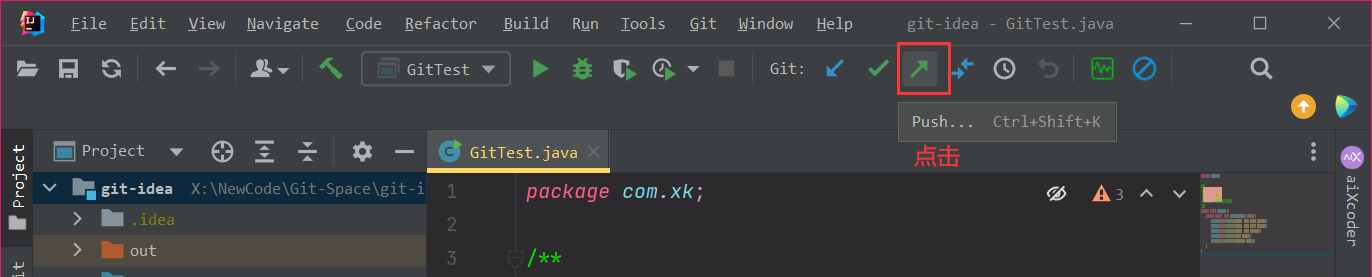 File Edit View Navigate Code Refactor Build Run Tools Git Window Help git-idea - GitTest.java
GitTest Git:
Push... Ctrl+Shift+K
点击
Project GitTest.java
Project
git-idea X:\NewCode\Git-Space\git-i
.idea
out
1 package com.xk; 3
2
3 /**
aiXcoder